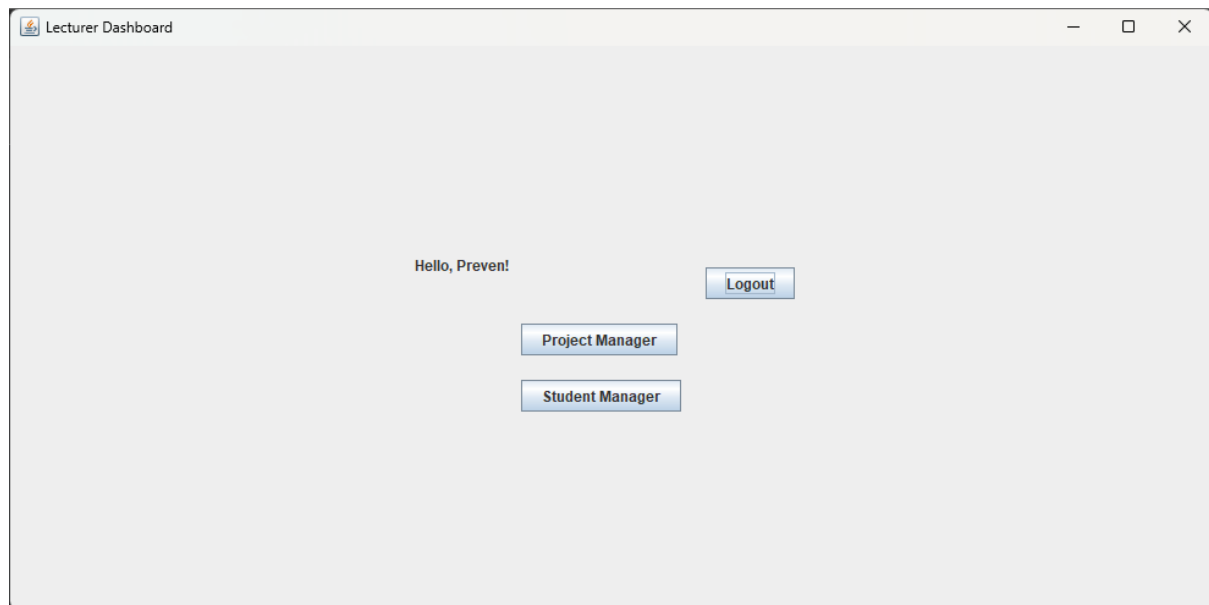 Lecturer Dashboard
Hello, Preven!
Logout
Project Manager
Student Manager